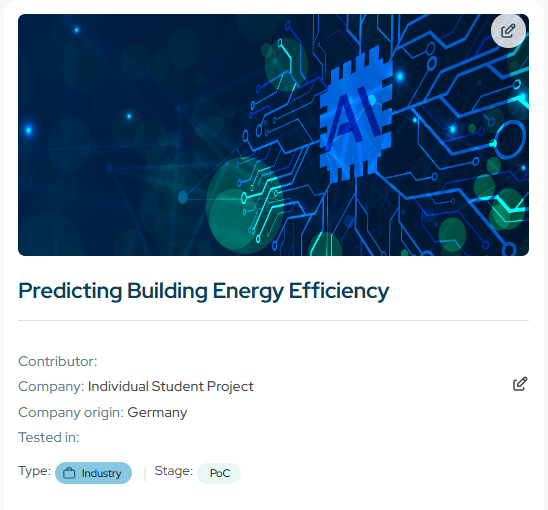 AI
Predicting Building Energy Efficiency
Contributor:
Company: Individual Student Project
Company origin: Germany
Tested in:
Type: Industry | Stage: PoC